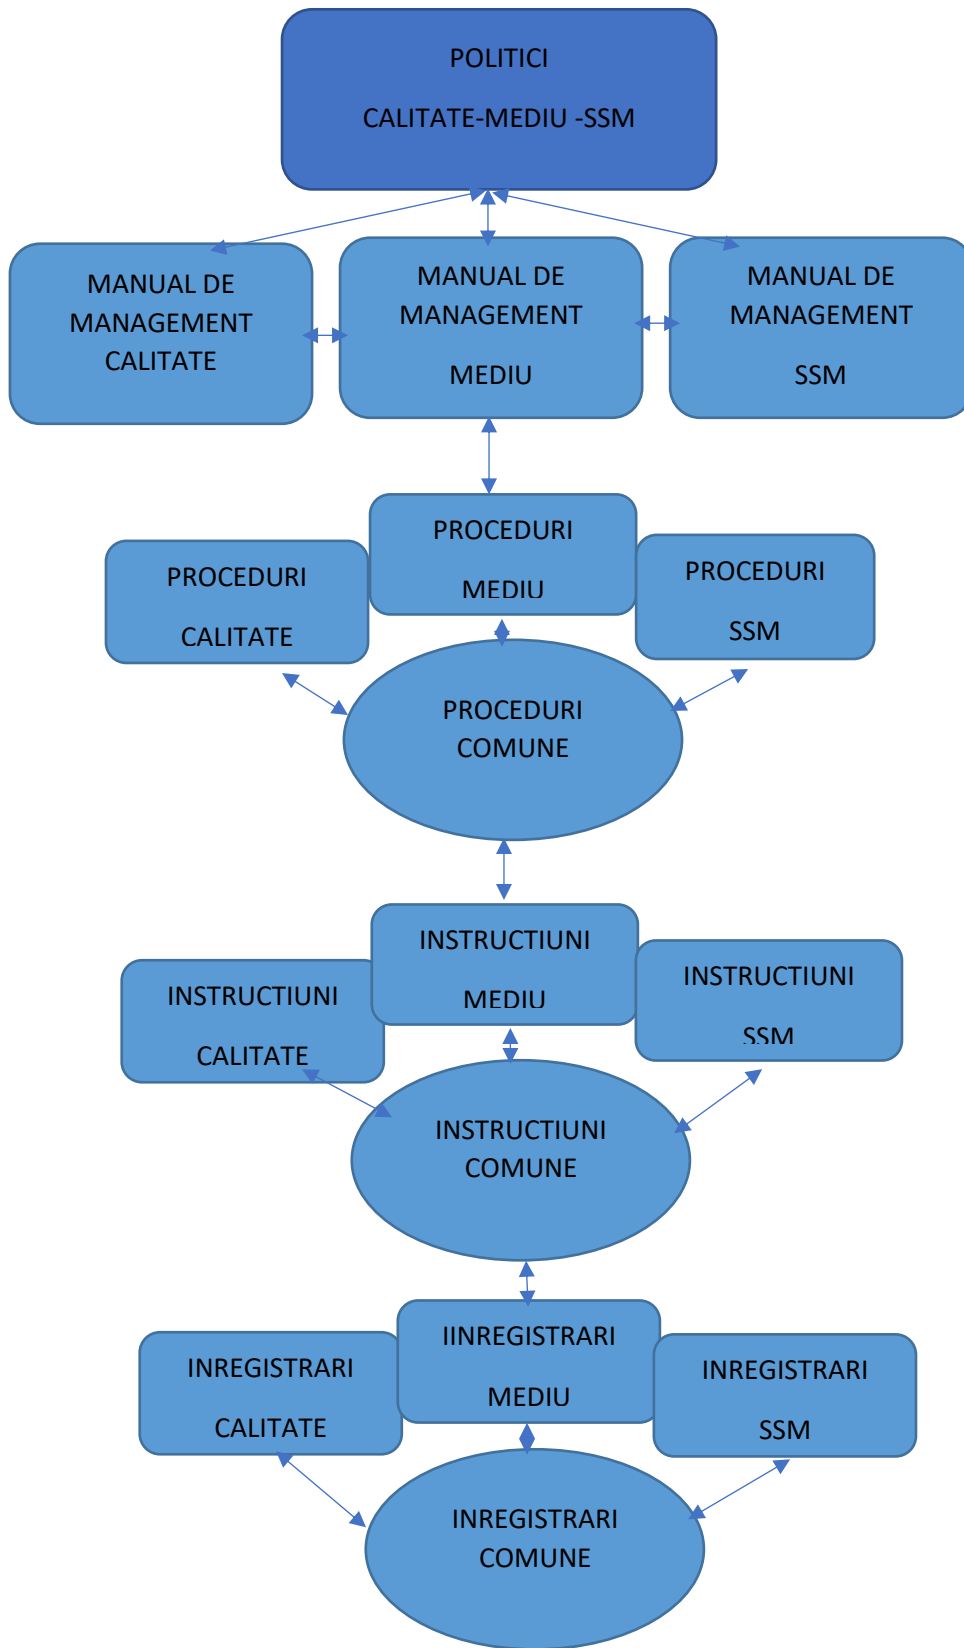 POLITICI
CALITATE-MEDIU -SSM
MANUAL DE
MANAGEMENT
CALITATE
MANUAL DE
MANAGEMENT
MEDIU
MANUAL DE
MANAGEMENT
SSM
PROCEDURI
CALITATE
PROCEDURI
MEDIU
PROCEDURI
SSM
PROCEDURI
COMUNE
INSTRUCTIUNI
CALITATE
INSTRUCTIUNI
MEDIU
INSTRUCTIUNI
SSM
INSTRUCTIUNI
COMUNE
INREGISTRARI
CALITATE
IINREGISTRARI
MEDIU
INREGISTRARI
SSM
INREGISTRARI
COMUNE